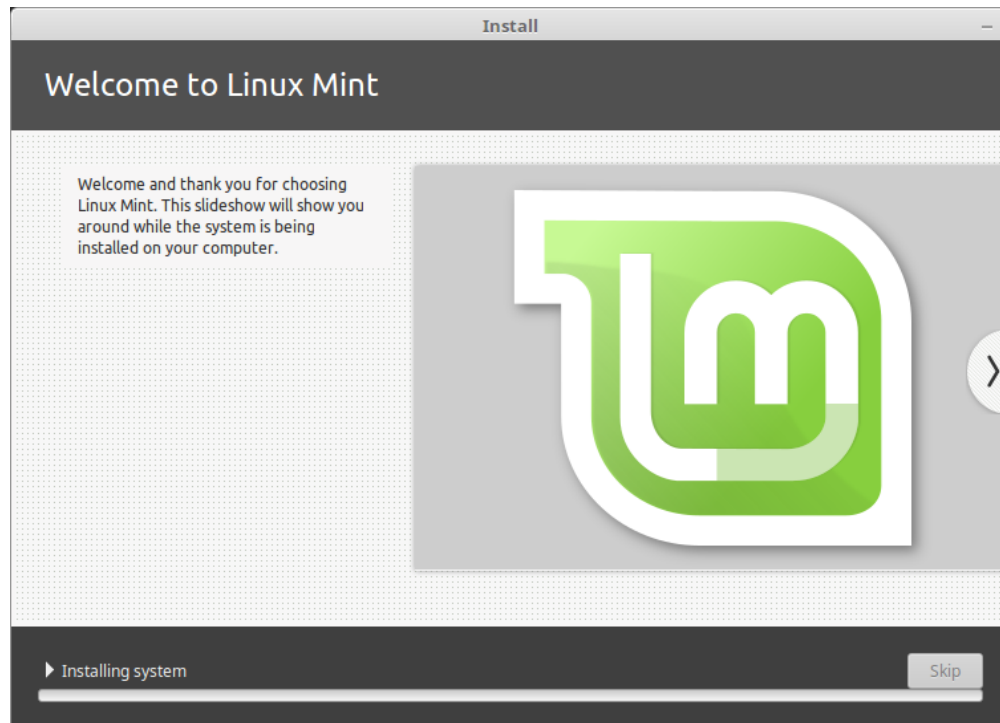 Install
Welcome to Linux Mint
Welcome and thank you for choosing
Linux Mint. This slideshow will show you
around while the system is being
installed on your computer.
Installing system
Skip